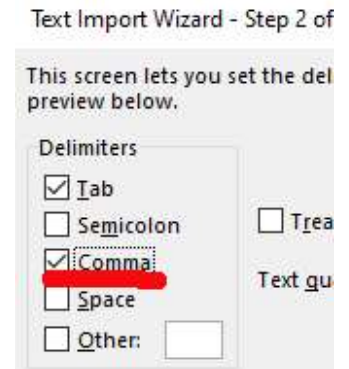 Text Import Wizard - Step 2 of
This screen lets you set the del
preview below.
Delimiters
Tab
Semicolon
Comma
Space
Other:
Trea
Text qu